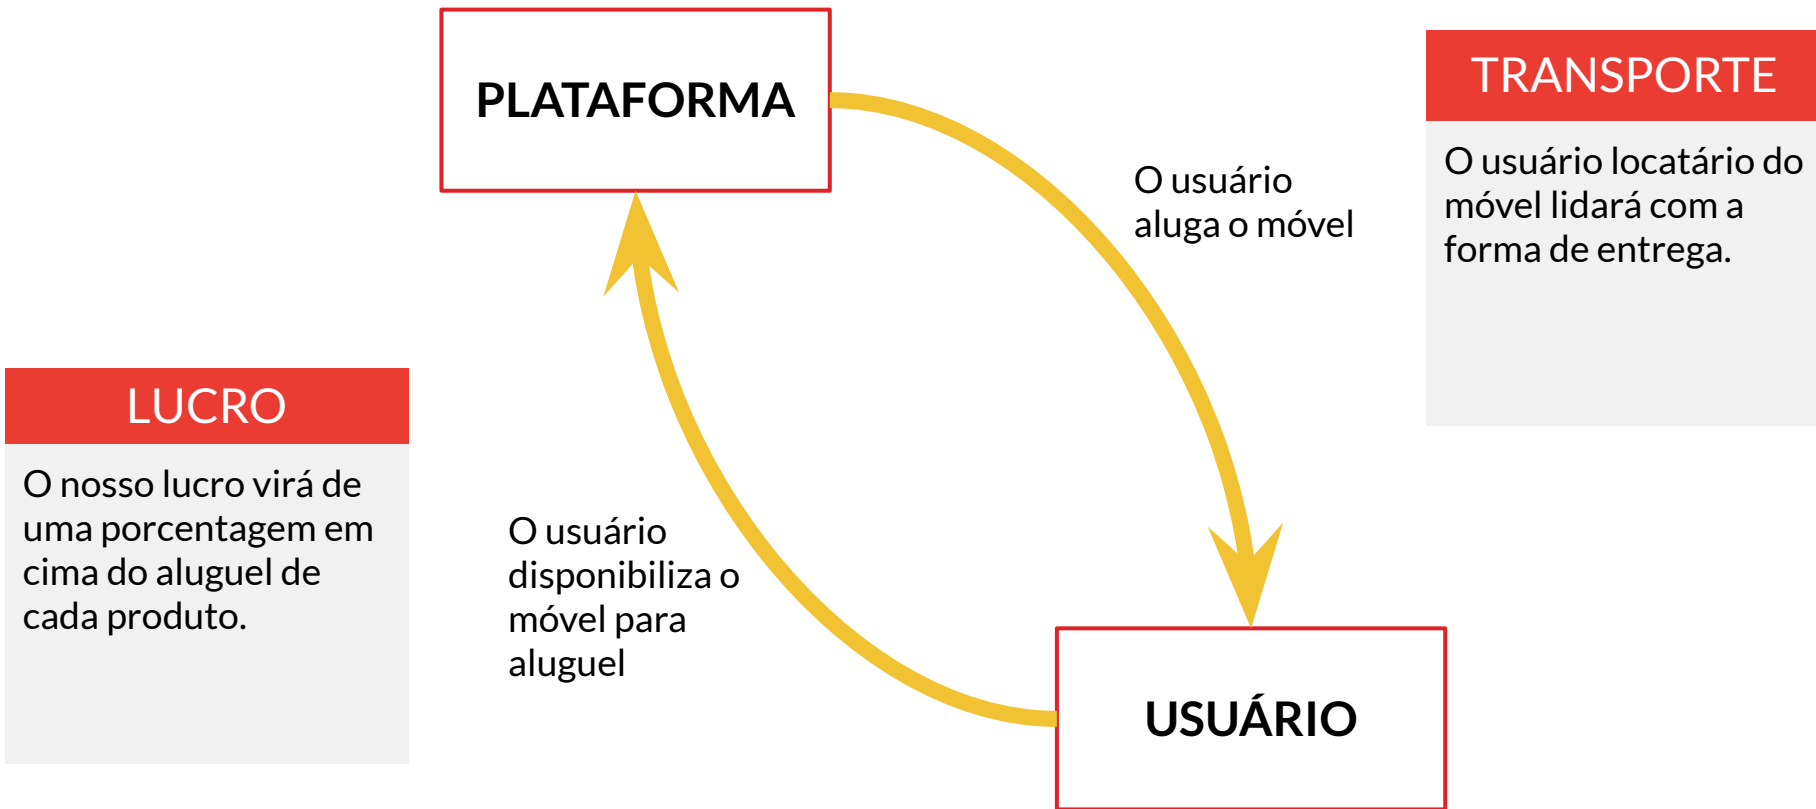 PLATAFORMA
TRANSPORTE
O usuário locatário do
móvel lidará com a
forma de entrega.
O usuário
aluga o móvel
LUCRO
O nosso lucro virá de
uma porcentagem em
cima do aluguel de
cada produto.
O usuário
disponibiliza o
móvel para
aluguel
USUÁRIO